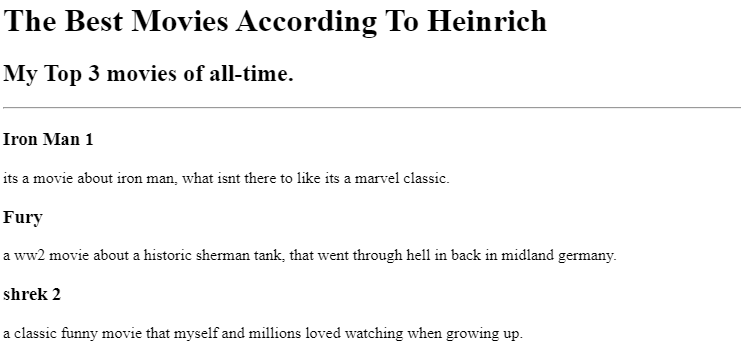 The Best Movies According To Heinrich
My Top 3 movies of all-time.
Iron Man 1
its a movie about iron man, what isnt there to like its a marvel classic.
Fury
a ww2 movie about a historic sherman tank, that went through hell in back in midland germany.
shrek 2
a classic funny movie that myself and millions loved watching when growing up.